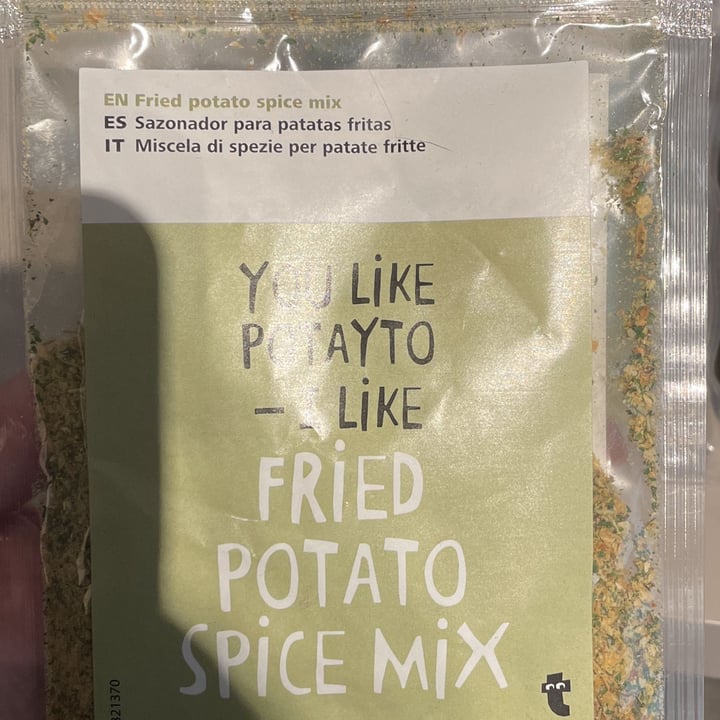 EN Fried potato spice mix
ES Sazonador para patatas fritas
IT Miscela di spezie per patate fritte
YOU LiKE
POTAYTO
– I LiKE
FRiED
POTATO
SPiCE MiX
321370